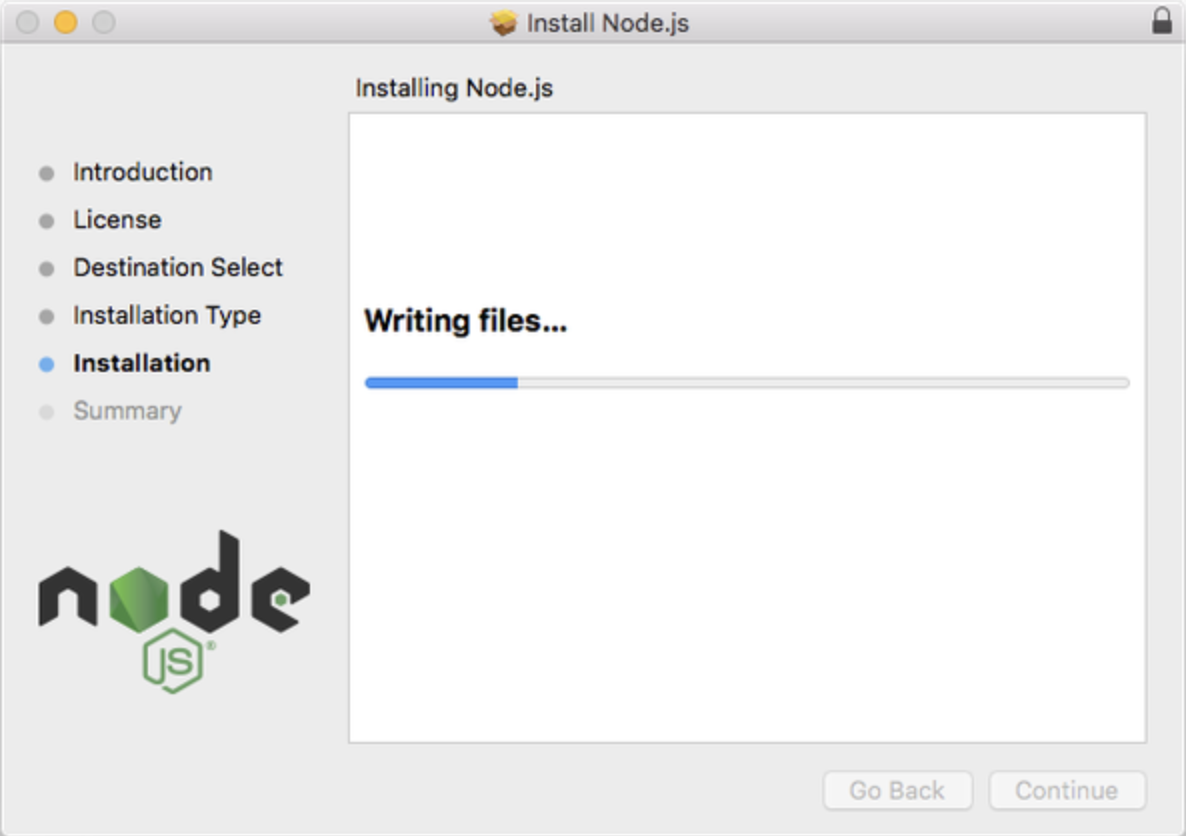 Install Node.js
Installing Node.js
Introduction
License
Destination Select
Installation Type
Installation
Summary
Writing files...
node
JS®
Go Back
Continue